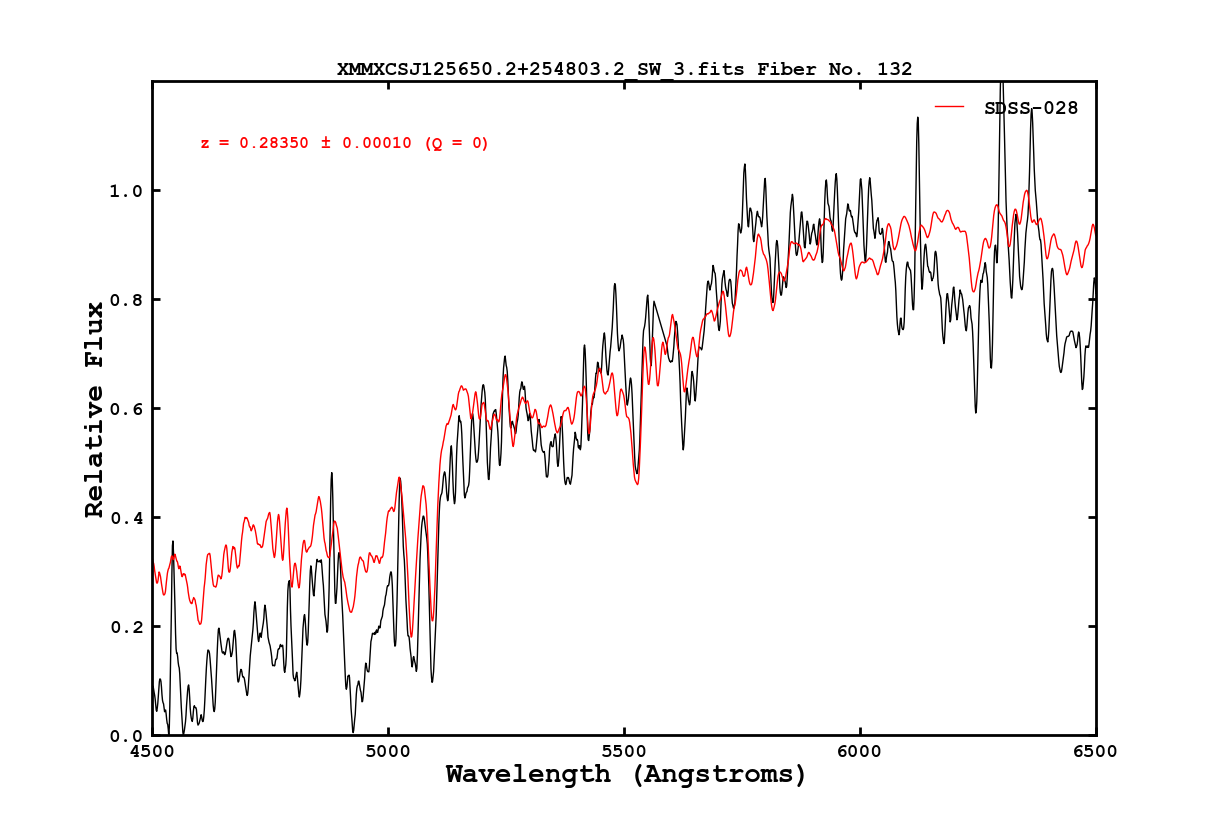 XMMXCSJ125650.2+254803.2_SW_3.fits Fiber No. 132
SDSS-028
z = 0.28350 ± 0.00010 (Q = 0)
1.0
0.8
0.6
0.4
0.2
0.0
Relative Flux
4500 5000 5500 6000 6500
Wavelength (Angstroms)